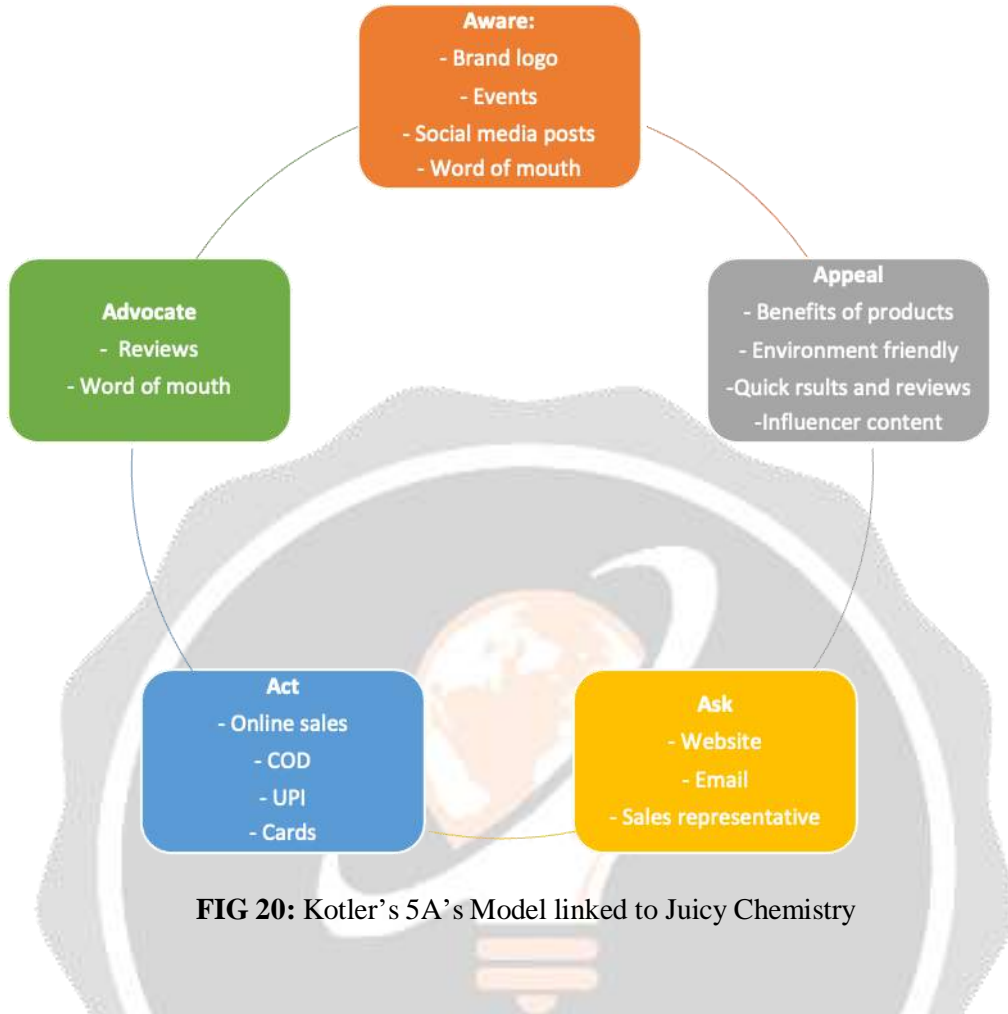 Aware:
- Brand logo
- Events
- Social media posts
- Word of mouth
Appeal
- Benefits of products
- Environment friendly
-Quick rsults and reviews
-Influencer content
Ask
- Website
- Email
- Sales representative
Act
- Online sales
- COD
- UPI
- Cards
Advocate
- Reviews
- Word of mouth
FIG 20: Kotler’s 5A’s Model linked to Juicy Chemistry